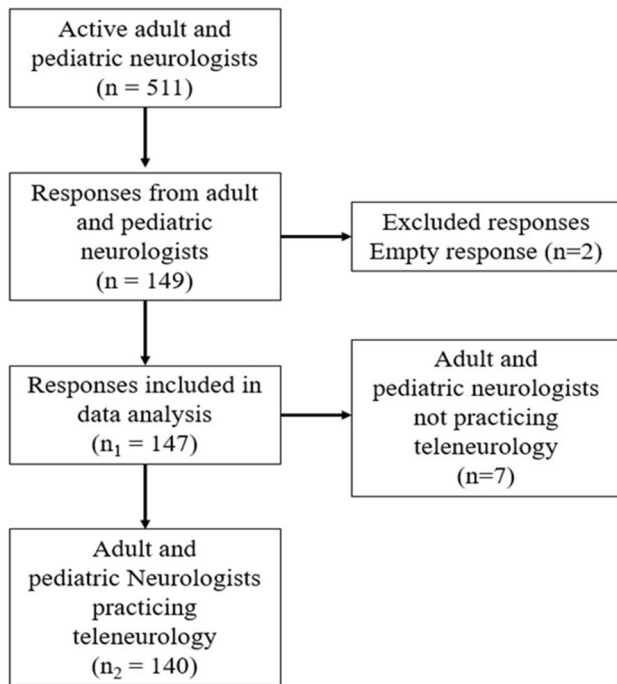 Active adult and
pediatric neurologists
(n = 511)
Responses from adult
and pediatric
neurologists
(n = 149)
Excluded responses
Empty response (n=2)
Responses included in
data analysis
(n₁ = 147)
Adult and
pediatric neurologists
not practicing
teleneurology
(n=7)
Adult and
pediatric Neurologists
practicing
teleneurology
(n₂ = 140)